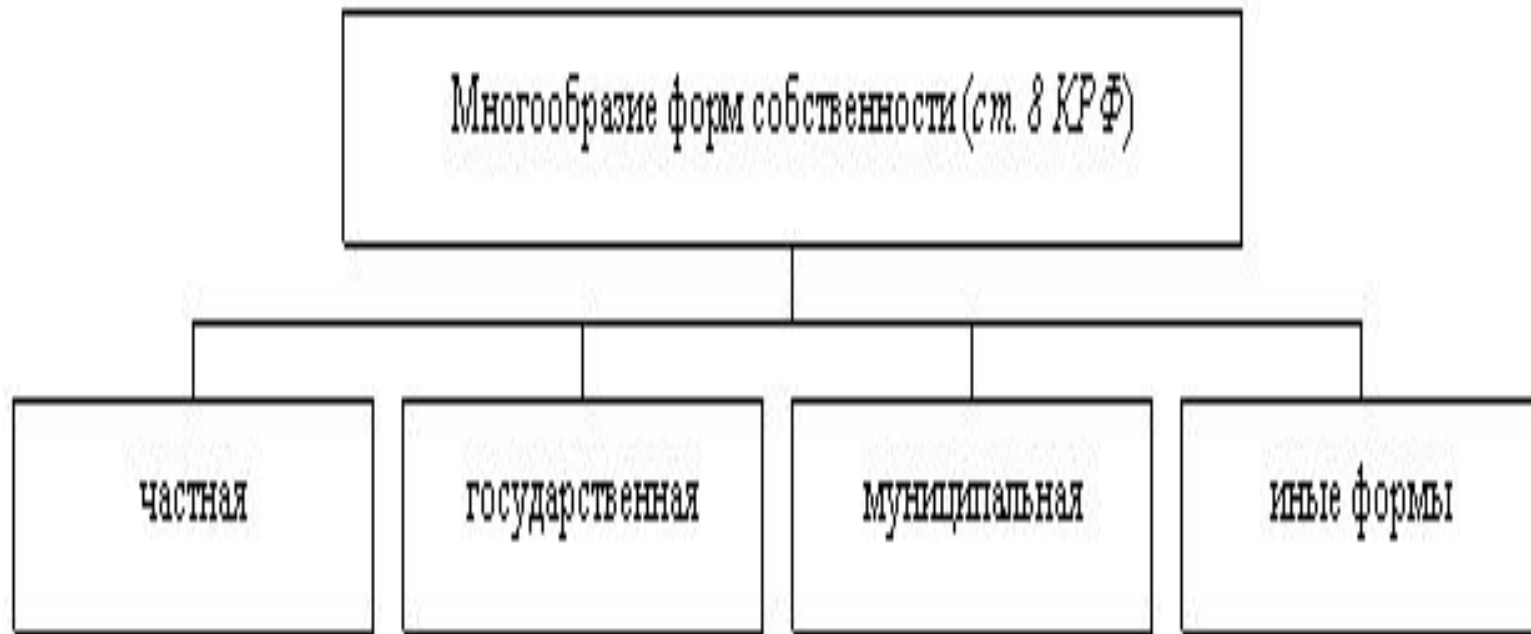 Многообразие форм собственности (ст. 8 КРФ)
частная
государственная
муниципальная
иные формы